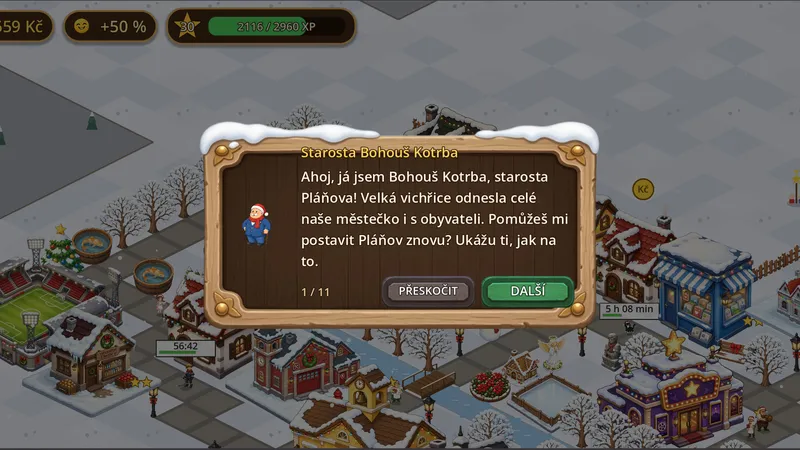 559 Kč
+50 %
30
2116 / 2960 XP
Starosta Bohouš Kotrba
Ahoj, já jsem Bohouš Kotrba, starosta
Pláňova! Velká vichřice odnesla celé
naše městečko i s obyvateli. Pomůžeš mi
postavit Pláňov znovu? Ukážu ti, jak na
to.
1 / 11
PŘESKOČIT
DALŠÍ
Kč
5 h 08 min
56:42